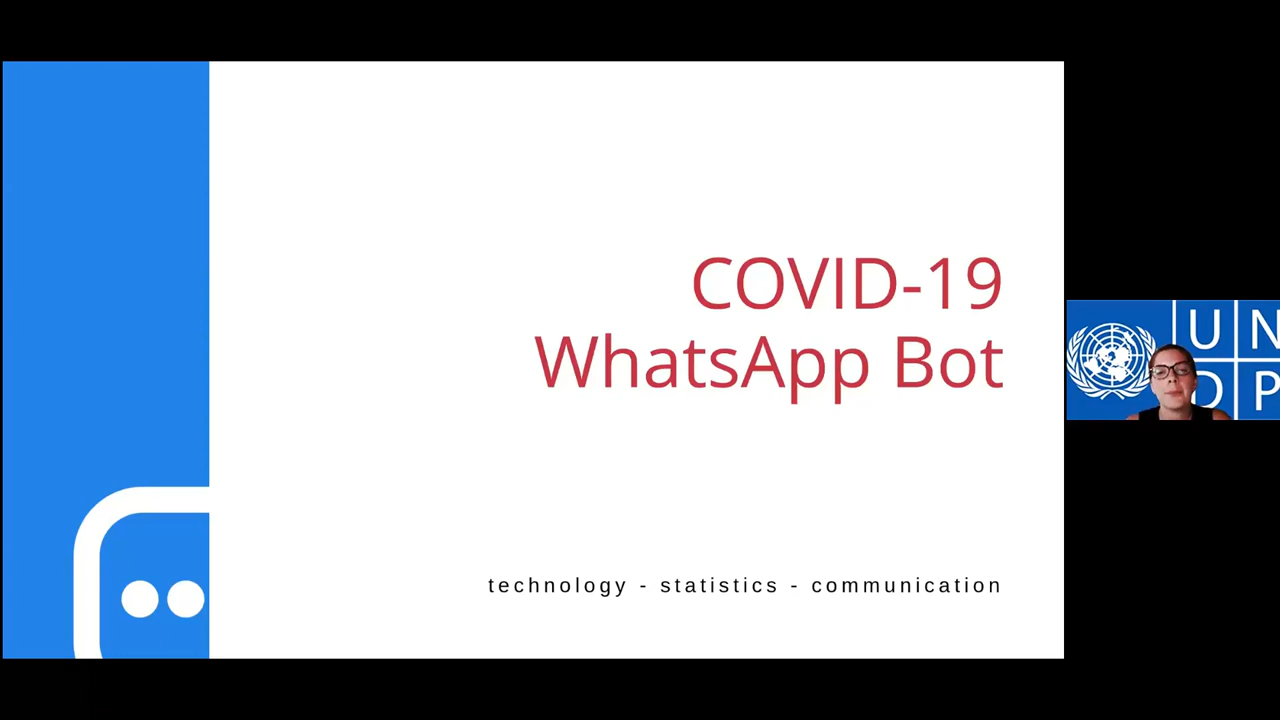 COVID-19
WhatsApp Bot
technology - statistics - communication
U N
D P